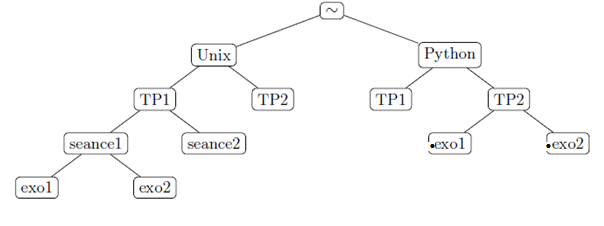 ~
Unix Python
TP1 TP2 TP1 TP2
seance1 seance2 .exo1 .exo2
exo1 exo2